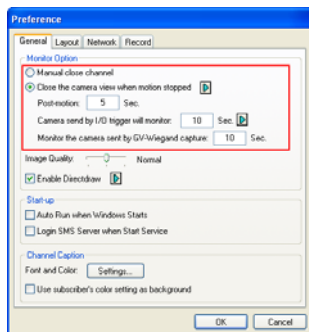 Preference
General Layout Network Record
Monitor Option
Manual close channel
Close the camera view when motion stopped
Post-motion: 5 Sec.
Camera send by I/O trigger will monitor: 10 Sec.
Monitor the camera sent by GV-Wiegand capture: 10 Sec.
Image Quality: Normal
Enable Directdraw
Start-up
Auto Run when Windows Starts
Login SMS Server when Start Service
Channel Caption
Font and Color: Settings...
Use subscriber's color setting as background
OK Cancel